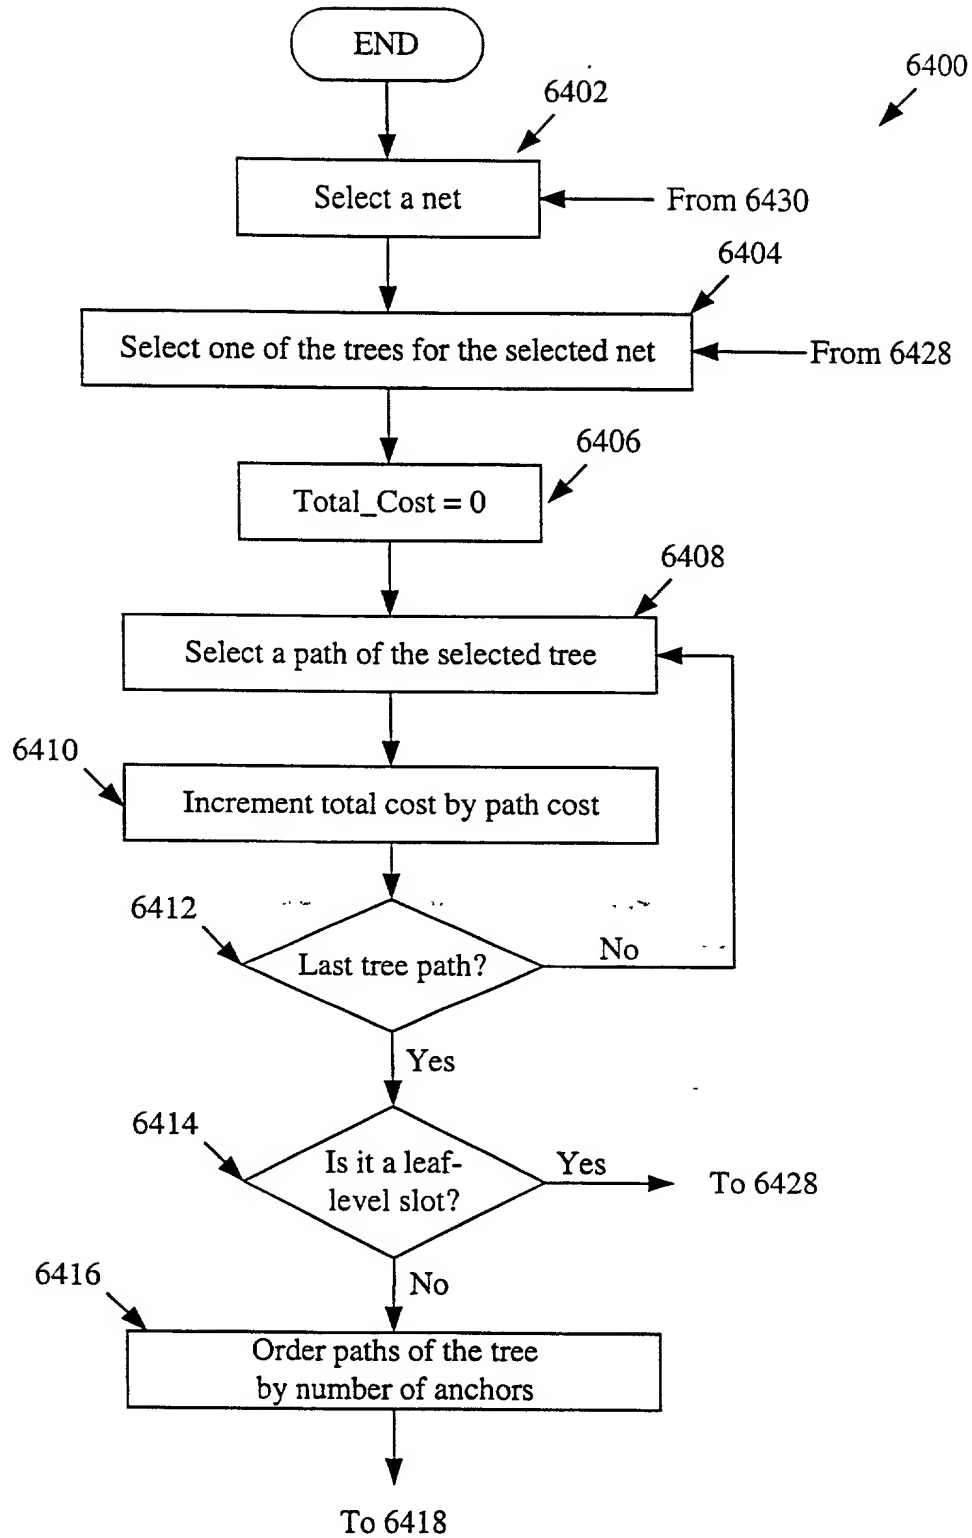 END
6400
6402
Select a net
From 6430
6404
Select one of the trees for the selected net
From 6428
6406
Total_Cost = 0
6408
Select a path of the selected tree
6410
Increment total cost by path cost
6412
Last tree path?
No
Yes
6414
Is it a leaf-
level slot?
Yes
To 6428
No
6416
Order paths of the tree
by number of anchors
To 6418